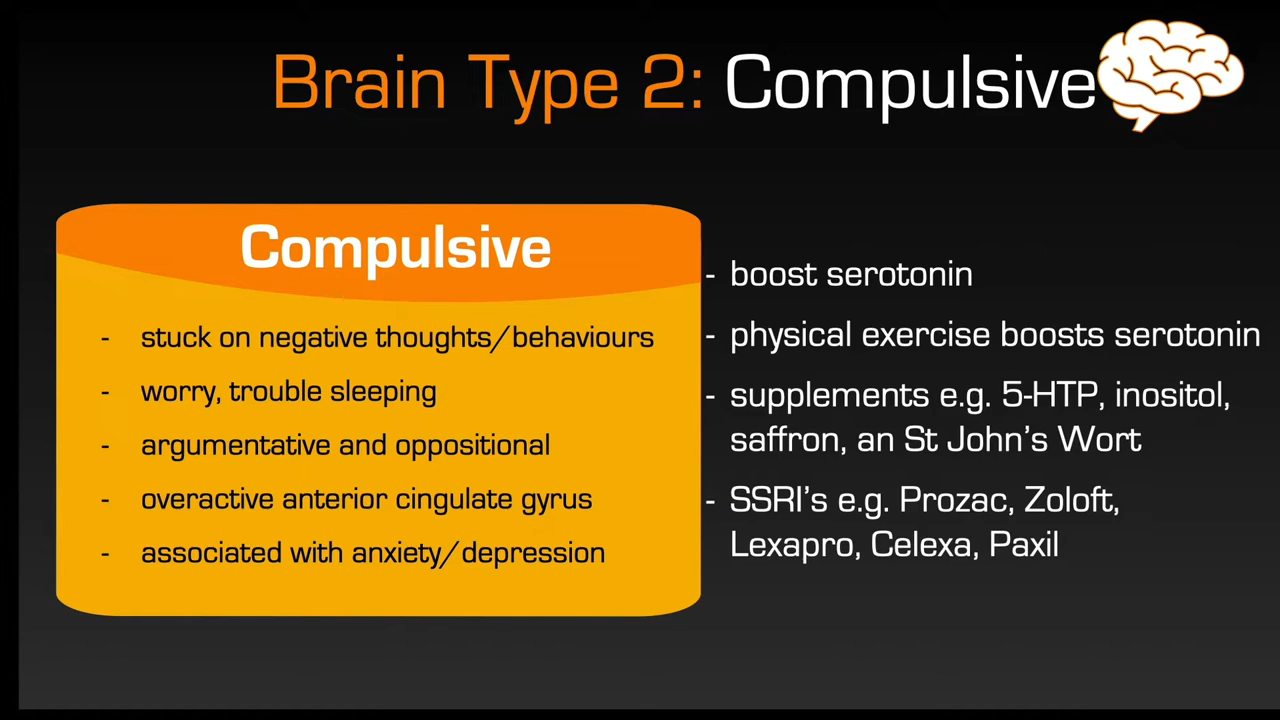 Brain Type 2: Compulsive
Compulsive
- stuck on negative thoughts/behaviours
- worry, trouble sleeping
- argumentative and oppositional
- overactive anterior cingulate gyrus
- associated with anxiety/depression
- boost serotonin
- physical exercise boosts serotonin
- supplements e.g. 5-HTP, inositol,
saffron, an St John's Wort
- SSRI's e.g. Prozac, Zoloft,
Lexapro, Celexa, Paxil